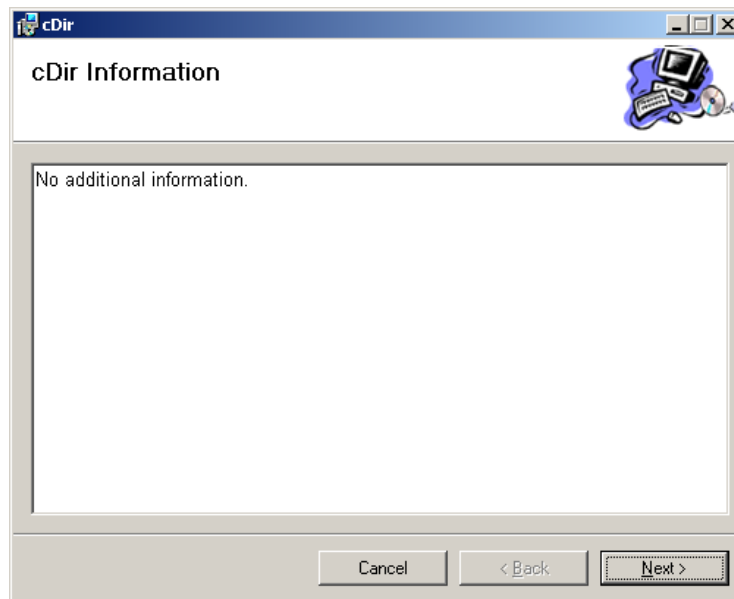 cDir
cDir Information
No additional information.
Cancel
< Back
Next >